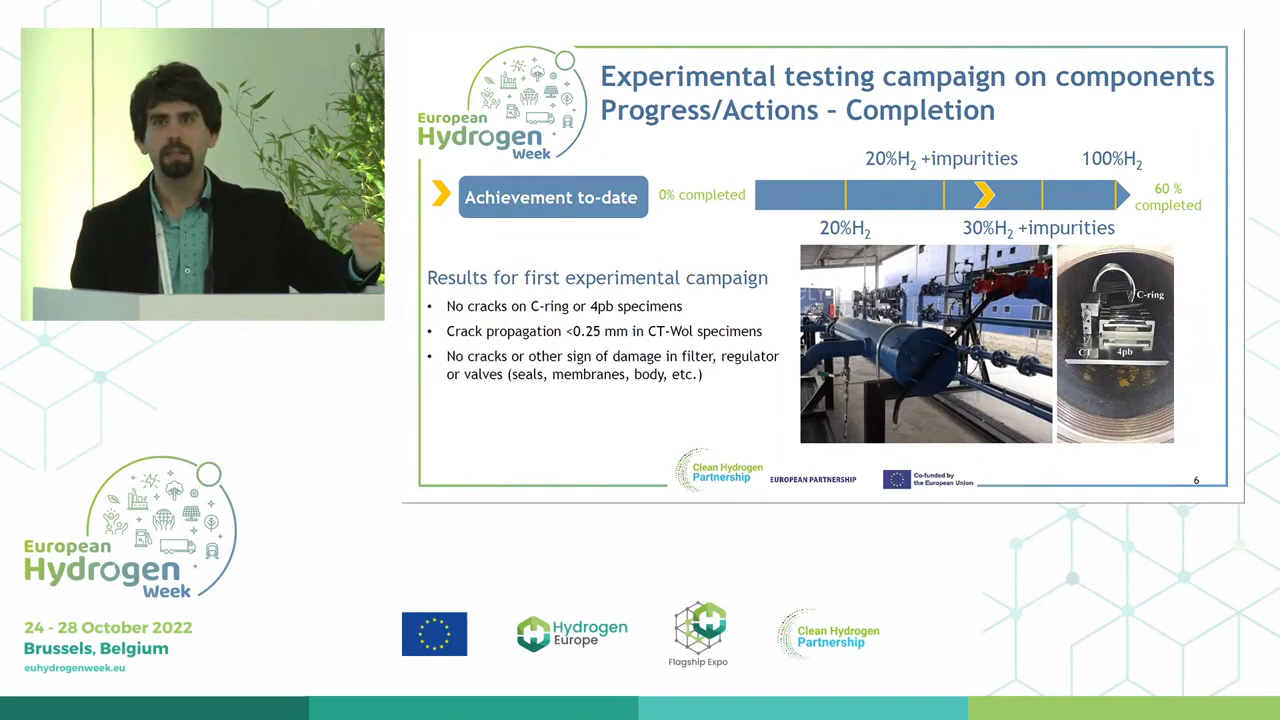 European
Hydrogen
Week
Experimental testing campaign on components
Progress/Actions – Completion
20%H₂ +impurities
100%H₂
Achievement to-date
0% completed
60 %
completed
20%H₂
30%H₂ +impurities
Results for first experimental campaign
• No cracks on C-ring or 4pb specimens
• Crack propagation <0.25 mm in CT-Wol specimens
• No cracks or other sign of damage in filter, regulator
or valves (seals, membranes, body, etc.)
C-ring
CT
4pb
Clean Hydrogen
Partnership
EUROPEAN PARTNERSHIP
Co-funded by
the European Union
6
European
Hydrogen
Week
24 - 28 October 2022
Brussels, Belgium
euhydrogenweek.eu
Hydrogen
Europe
Flagship Expo
Clean Hydrogen
Partnership